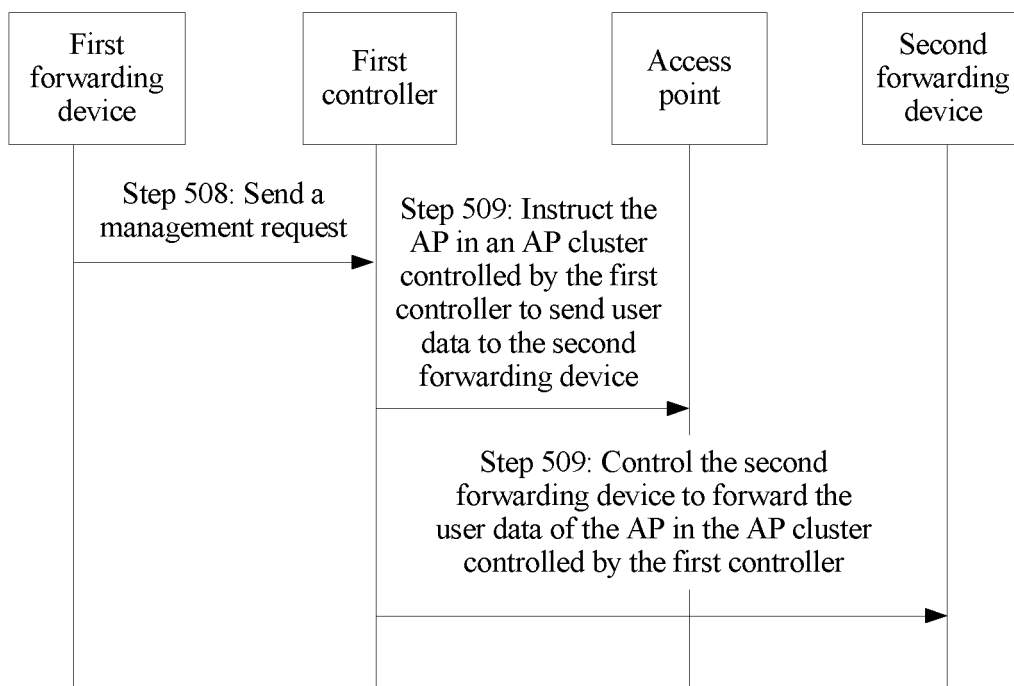 First
forwarding
device
First
controller
Access
point
Second
forwarding
device
Step 508: Send a
management request
Step 509: Instruct the
AP in an AP cluster
controlled by the first
controller to send user
data to the second
forwarding device
Step 509: Control the second
forwarding device to forward the
user data of the AP in the AP cluster
controlled by the first controller